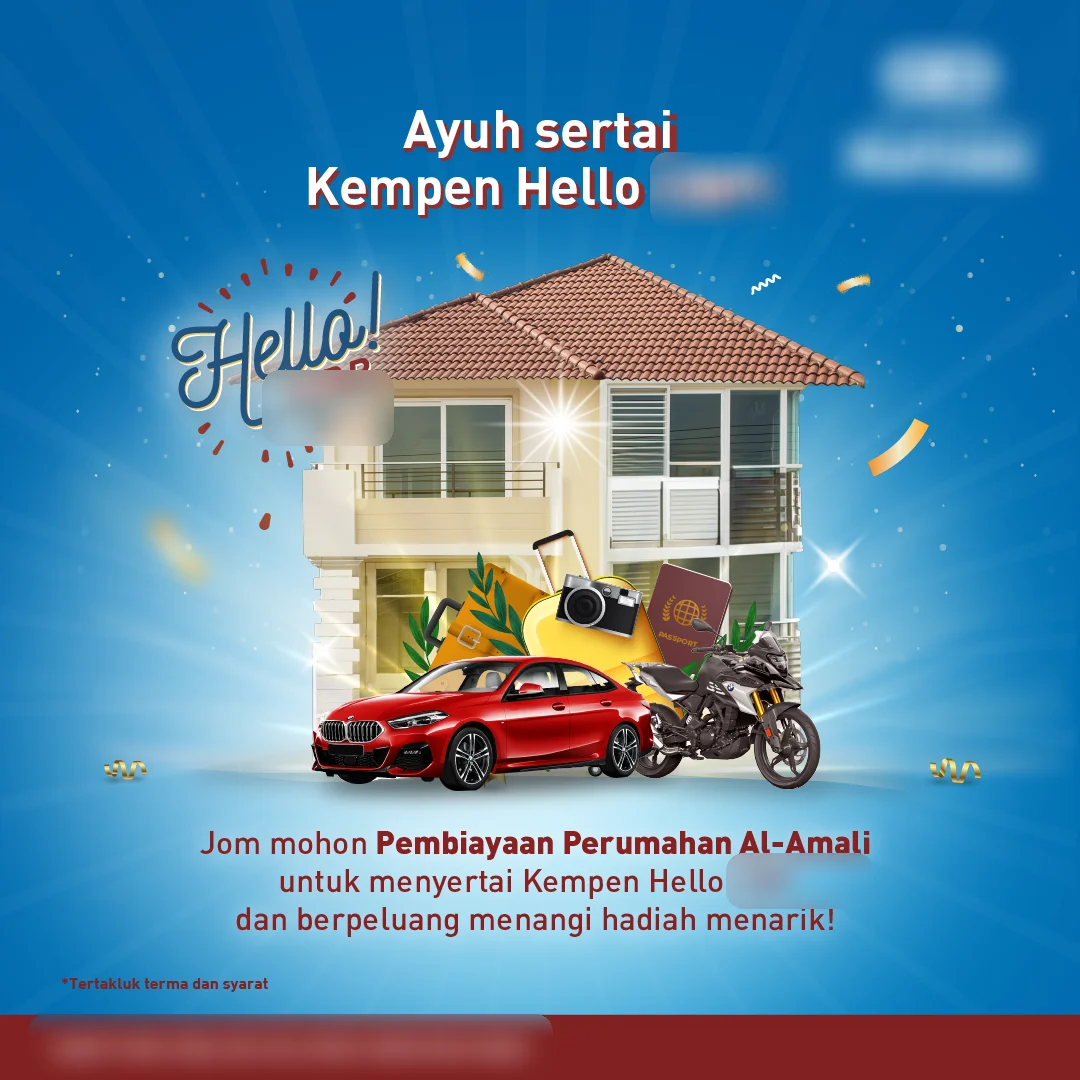 Ayuh sertai
Kempen Hello
Hello!
PASSPORT
Jom mohon Pembiayaan Perumahan Al-Amali
untuk menyertai Kempen Hello
dan berpeluang menangi hadiah menarik!
*Tertakluk terma dan syarat